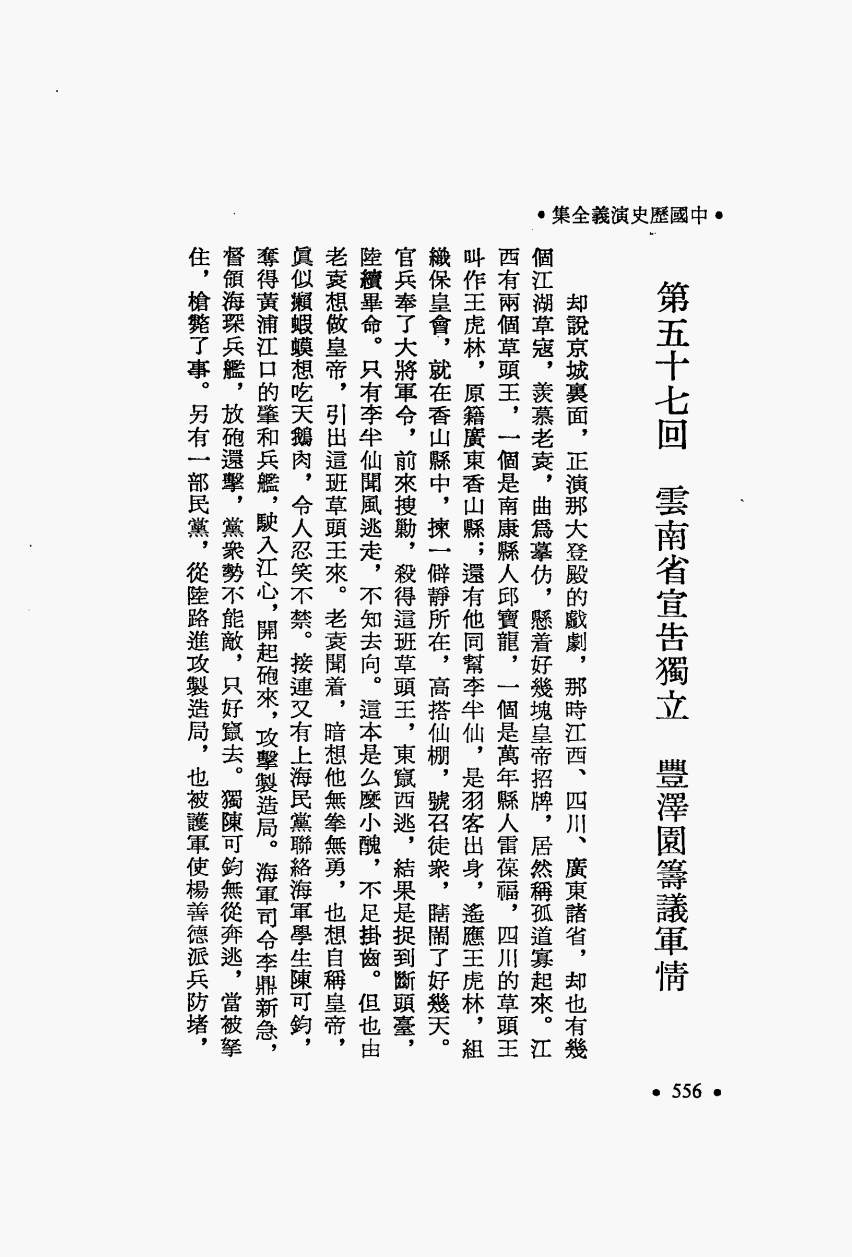 •中國歷史演義全集•
第五十七回　雲南省宣告獨立　豐澤園籌議軍情
却說京城裏面，正演那大登殿的戲劇，那時江西、四川、廣東諸省，却也有幾
個江湖草寇，羨慕老袁，曲爲摹仿，懸着好幾塊皇帝招牌，居然稱孤道寡起來。江
西有兩個草頭王，一個是南康縣人邱寶龍，一個是萬年縣人雷葆福，四川的草頭王
叫作王虎林，原籍廣東香山縣；還有他同幫李半仙，是羽客出身，遙應王虎林，組
織保皇會，就在香山縣中，揀一僻靜所在，高搭仙棚，號召徒衆，瞎鬧了好幾天。
官兵奉了大將軍令，前來搜勦，殺得這班草頭王，東竄西逃，結果是捉到斷頭臺，
陸續畢命。只有李半仙聞風逃走，不知去向。這本是么麼小醜，不足掛齒。但也由
老袁想做皇帝，引出這班草頭王來。老袁聞着，暗想他無拳無勇，也想自稱皇帝，
眞似癩蝦蟆想吃天鵝肉，令人忍笑不禁。接連又有上海民黨聯絡海軍學生陳可鈞，
奪得黃浦江口的肇和兵艦，駛入江心，開起砲來，攻擊製造局。海軍司令李鼎新急，
督領海琛兵艦，放砲還擊，黨衆勢不能敵，只好竄去。獨陳可鈞無從奔逃，當被拏
住，槍斃了事。另有一部民黨，從陸路進攻製造局，也被護軍使楊善德派兵防堵，
•556•